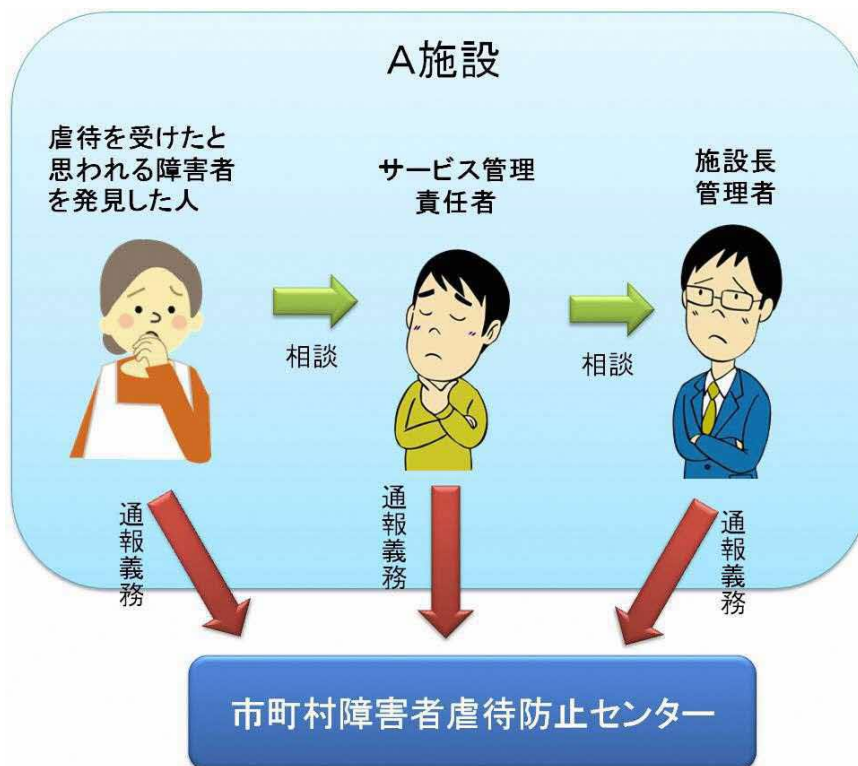 A施設
虐待を受けたと
思われる障害者
を発見した人
サービス管理
責任者
施設長
管理者
相談
相談
通報義務
通報義務
通報義務
市町村障害者虐待防止センター